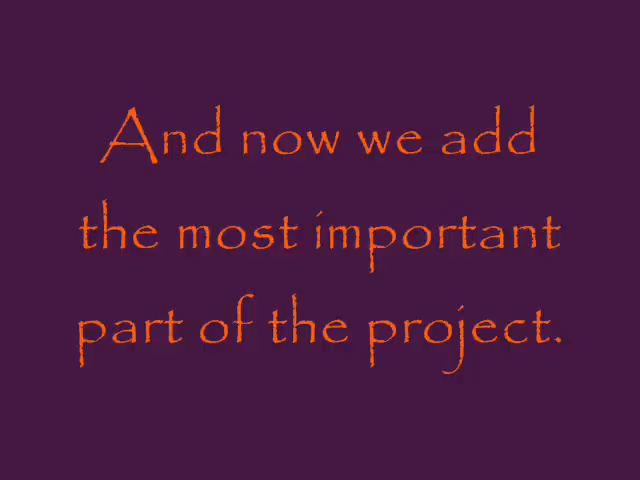 And now we add
the most important
part of the project.